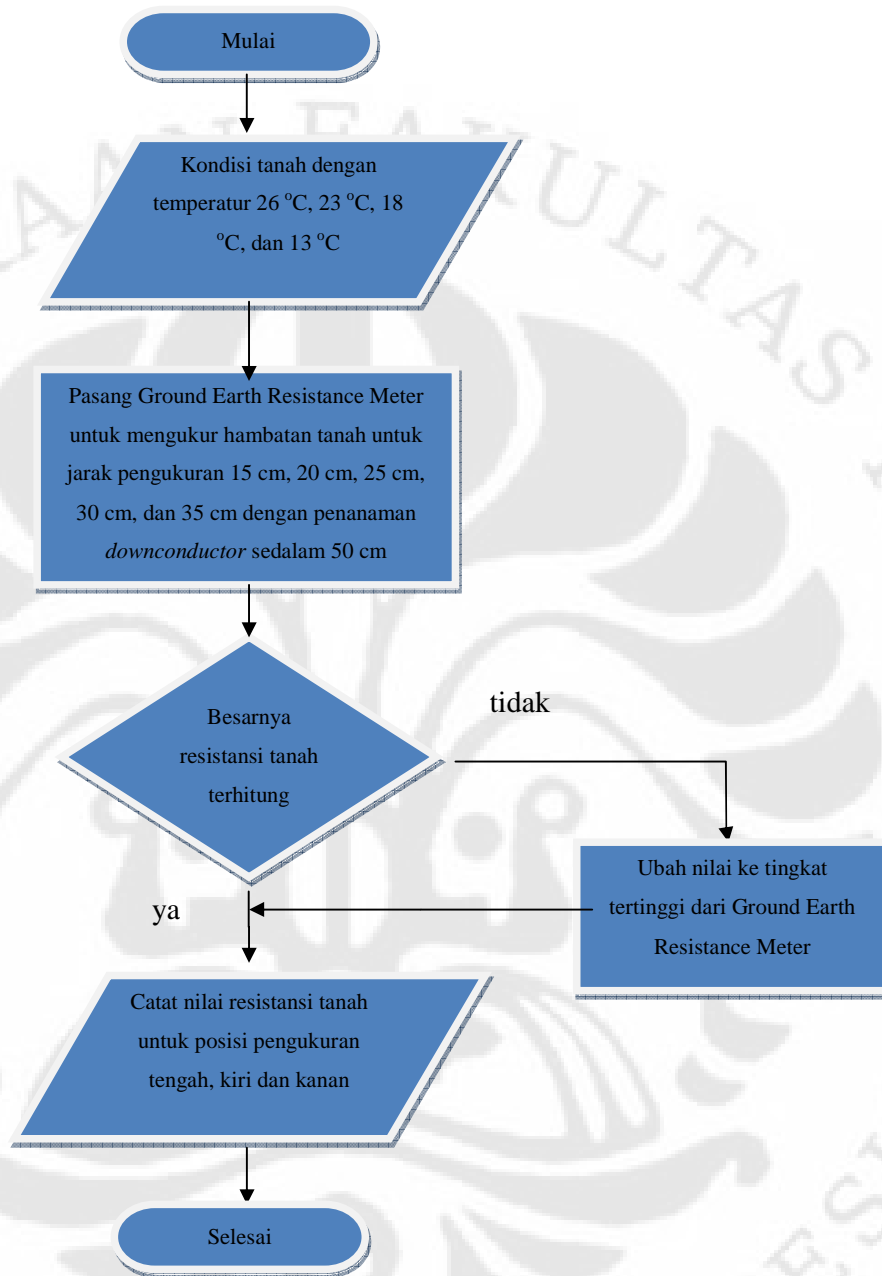 Mulai
Kondisi tanah dengan
temperatur 26 °C, 23 °C, 18
°C, dan 13 °C
Pasang Ground Earth Resistance Meter
untuk mengukur hambatan tanah untuk
jarak pengukuran 15 cm, 20 cm, 25 cm,
30 cm, dan 35 cm dengan penanaman
downconductor sedalam 50 cm
Besarnya
resistansi tanah
terhitung
tidak
Ubah nilai ke tingkat
tertinggi dari Ground Earth
Resistance Meter
ya
Catat nilai resistansi tanah
untuk posisi pengukuran
tengah, kiri dan kanan
Selesai